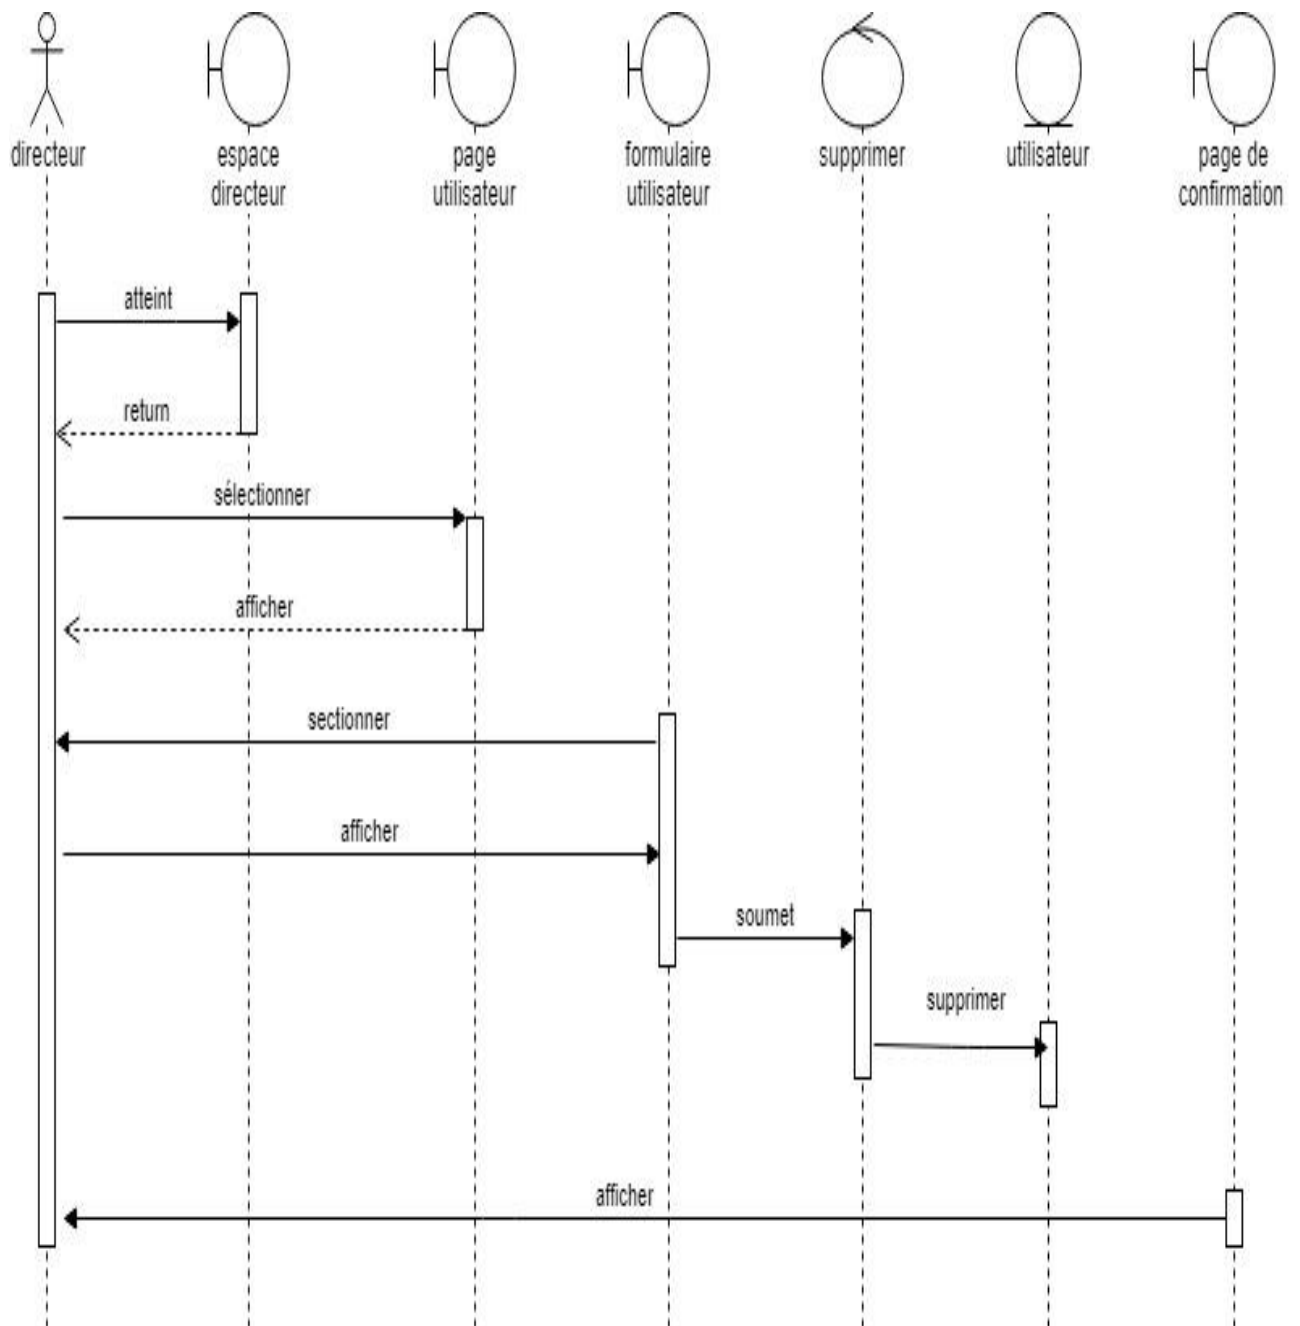 directeur
espace
directeur
page
utilisateur
formulaire
utilisateur
supprimer
utilisateur
page de
confirmation
atteint
return
sélectionner
afficher
sectionner
afficher
soumet
supprimer
afficher